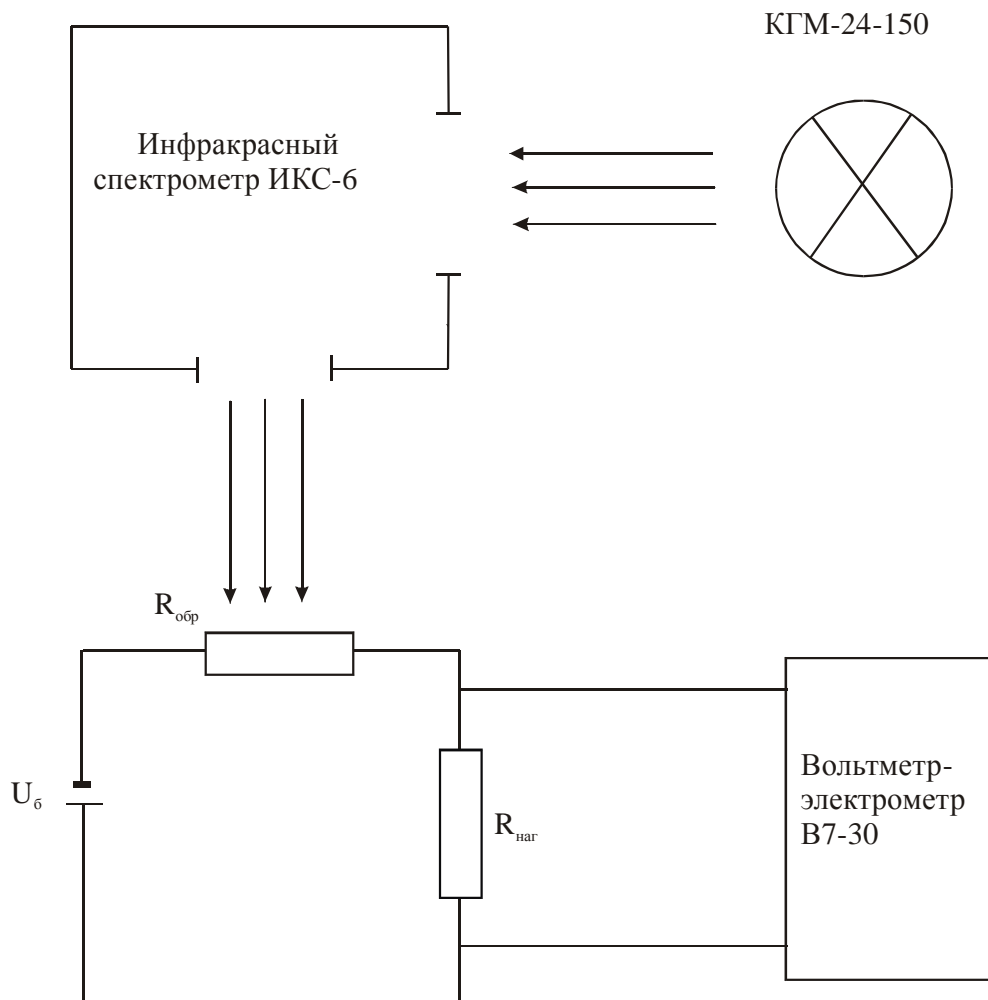 КГМ-24-150
Инфракрасный
спектрометр ИКС-6
Rобр
Uб
Rнаг
Вольтметр-
электрометр
В7-30